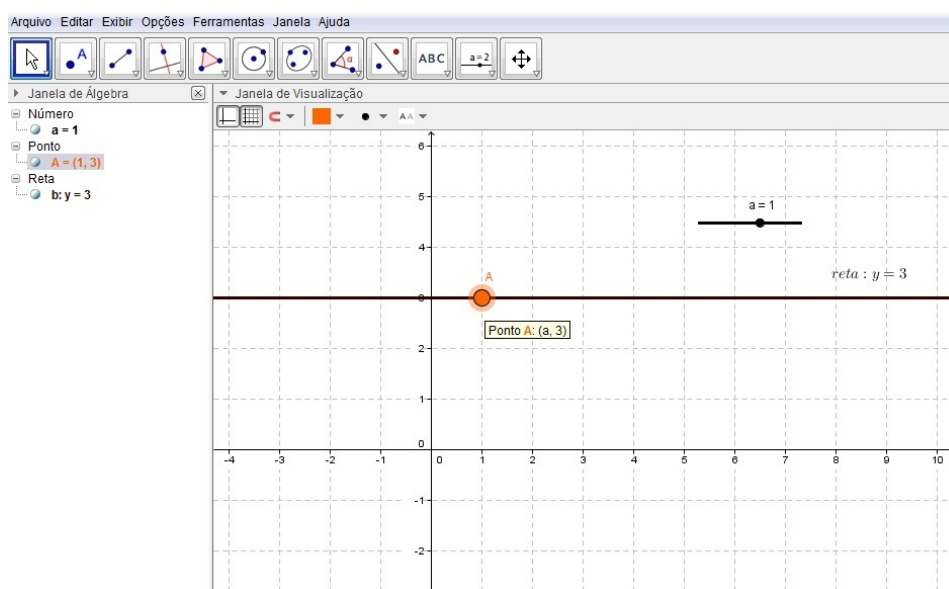 Arquivo Editar Exibir Opções Ferramentas Janela Ajuda
A
α
ABC
a=2
Janela de Álgebra
Janela de Visualização
Número
a = 1
Ponto
A = (1, 3)
Reta
b: y = 3
A A
6
5
a = 1
4
reta : y = 3
A
3
Ponto A: (a, 3)
2
1
0
-4 -3 -2 -1 0 1 2 3 4 5 6 7 8 9 10
-1
-2